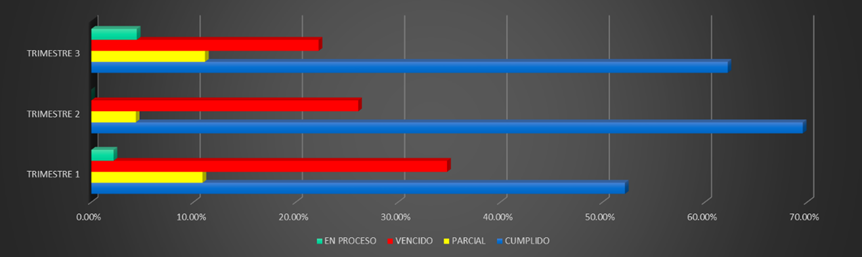 TRIMESTRE 3
TRIMESTRE 2
TRIMESTRE 1
0.00% 10.00% 20.00% 30.00% 40.00% 50.00% 60.00% 70.00%
EN PROCESO VENCIDO PARCIAL CUMPLIDO